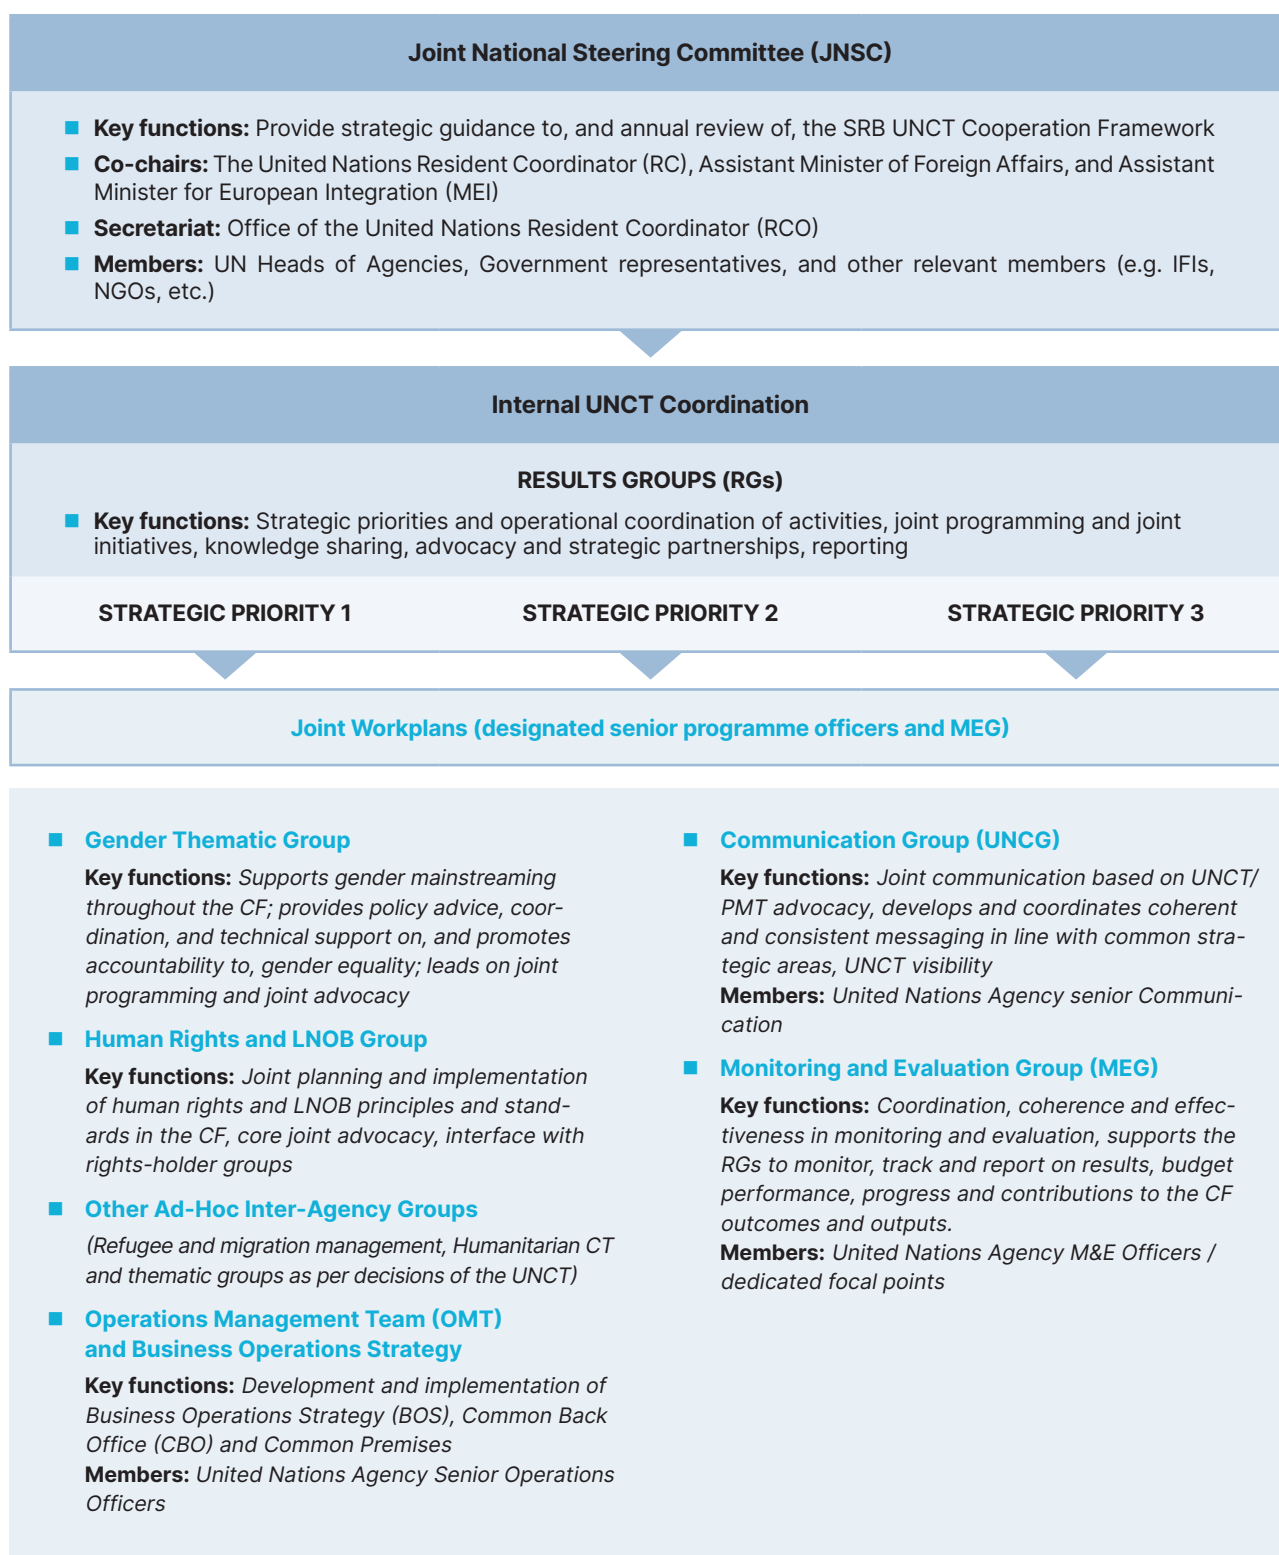 Joint National Steering Committee (JNSC)
Key functions: Provide strategic guidance to, and annual review of, the SRB UNCT Cooperation Framework
Co-chairs: The United Nations Resident Coordinator (RC), Assistant Minister of Foreign Affairs, and Assistant
Minister for European Integration (MEI)
Secretariat: Office of the United Nations Resident Coordinator (RCO)
Members: UN Heads of Agencies, Government representatives, and other relevant members (e.g. IFIs,
NGOs, etc.)
Internal UNCT Coordination
RESULTS GROUPS (RGs)
Key functions: Strategic priorities and operational coordination of activities, joint programming and joint
initiatives, knowledge sharing, advocacy and strategic partnerships, reporting
STRATEGIC PRIORITY 1
STRATEGIC PRIORITY 2
STRATEGIC PRIORITY 3
Joint Workplans (designated senior programme officers and MEG)
Gender Thematic Group
Key functions: Supports gender mainstreaming
throughout the CF; provides policy advice, coor-
dination, and technical support on, and promotes
accountability to, gender equality; leads on joint
programming and joint advocacy
Human Rights and LNOB Group
Key functions: Joint planning and implementation
of human rights and LNOB principles and stand-
ards in the CF, core joint advocacy, interface with
rights-holder groups
Other Ad-Hoc Inter-Agency Groups
(Refugee and migration management, Humanitarian CT
and thematic groups as per decisions of the UNCT)
Operations Management Team (OMT)
and Business Operations Strategy
Key functions: Development and implementation of
Business Operations Strategy (BOS), Common Back
Office (CBO) and Common Premises
Members: United Nations Agency Senior Operations
Officers
Communication Group (UNCG)
Key functions: Joint communication based on UNCT/
PMT advocacy, develops and coordinates coherent
and consistent messaging in line with common stra-
tegic areas, UNCT visibility
Members: United Nations Agency senior Communi-
cation
Monitoring and Evaluation Group (MEG)
Key functions: Coordination, coherence and effec-
tiveness in monitoring and evaluation, supports the
RGs to monitor, track and report on results, budget
performance, progress and contributions to the CF
outcomes and outputs.
Members: United Nations Agency M&E Officers /
dedicated focal points